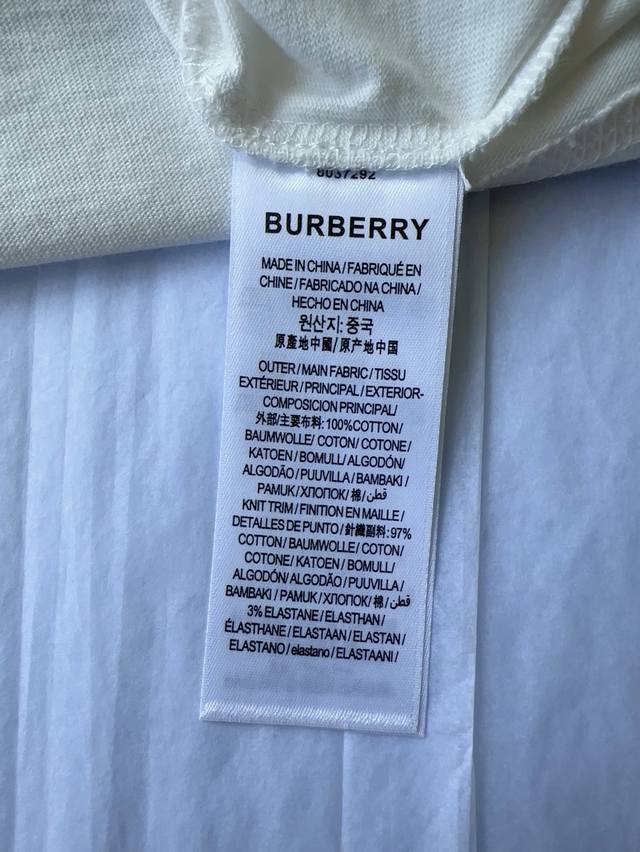 8037292
BURBERRY
MADE IN CHINA / FABRIQUÉ EN
CHINE / FABRICADO NA CHINA /
HECHO EN CHINA
원산지: 중국
原產地中國 / 原产地中国
OUTER / MAIN FABRIC / TISSU
EXTÉRIEUR / PRINCIPAL / EXTERIOR-
COMPOSICION PRINCIPAL/
外部/主要布料: 100% COTTON/
BAUMWOLLE/ COTON / COTONE /
KATOEN / BOMULL/ ALGODÓN/
ALGODÃO / PUUVILLA / BAMBAKI /
PAMUK / ХЛОПОК / 棉 / قطن/
KNIT TRIM / FINITION EN MAILLE /
DETALLES DE PUNTO / 針織副料: 97%
COTTON / BAUMWOLLE / COTON/
COTONE / KATOEN / BOMULL/
ALGODÓN/ ALGODÃO / PUUVILLA /
BAMBAKI / PAMUK / ХЛОПОК / 棉 / قطن/
3% ELASTANE / ELASTHAN /
ÉLASTHANE / ELASTAAN / ELASTAN /
ELASTANO / elastano / ELASTAANI /